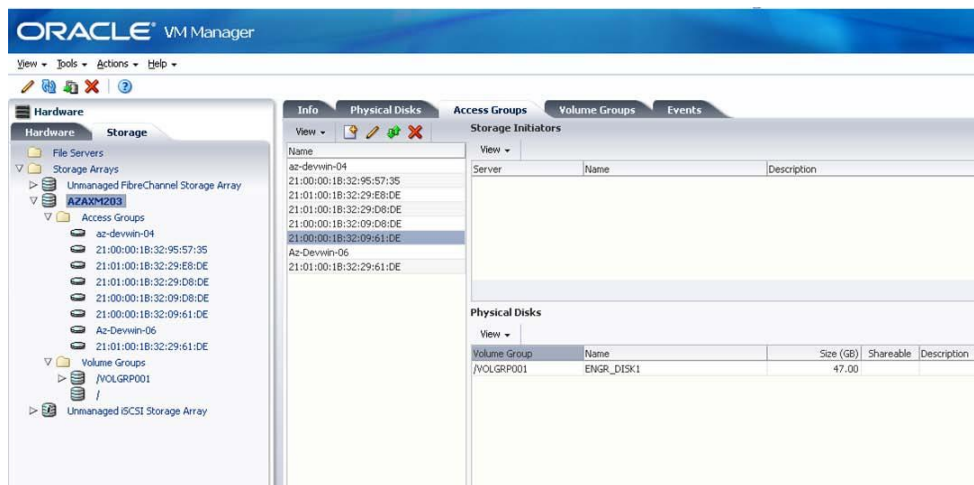 ORACLE® VM Manager
View Tools Actions Help
Hardware
Hardware Storage
File Servers
Storage Arrays
Unmanaged FibreChannel Storage Array
AZAXM203
Access Groups
az-devwin-04
21:00:00:1B:32:95:57:35
21:01:00:1B:32:29:E8:DE
21:01:00:1B:32:29:D8:DE
21:00:00:1B:32:09:D8:DE
21:00:00:1B:32:09:61:DE
Az-Devwin-06
21:01:00:1B:32:29:61:DE
Volume Groups
/VOLGRP001
/
Unmanaged iSCSI Storage Array
Info Physical Disks Access Groups Volume Groups Events
View
Name
az-devwin-04
21:00:00:1B:32:95:57:35
21:01:00:1B:32:29:E8:DE
21:01:00:1B:32:29:D8:DE
21:00:00:1B:32:09:D8:DE
21:00:00:1B:32:09:61:DE
Az-Devwin-06
21:01:00:1B:32:29:61:DE
Storage Initiators
View
Server Name Description
Physical Disks
View
Volume Group Name Size (GB) Shareable Description
/VOLGRP001 ENGR_DISK1 47.00